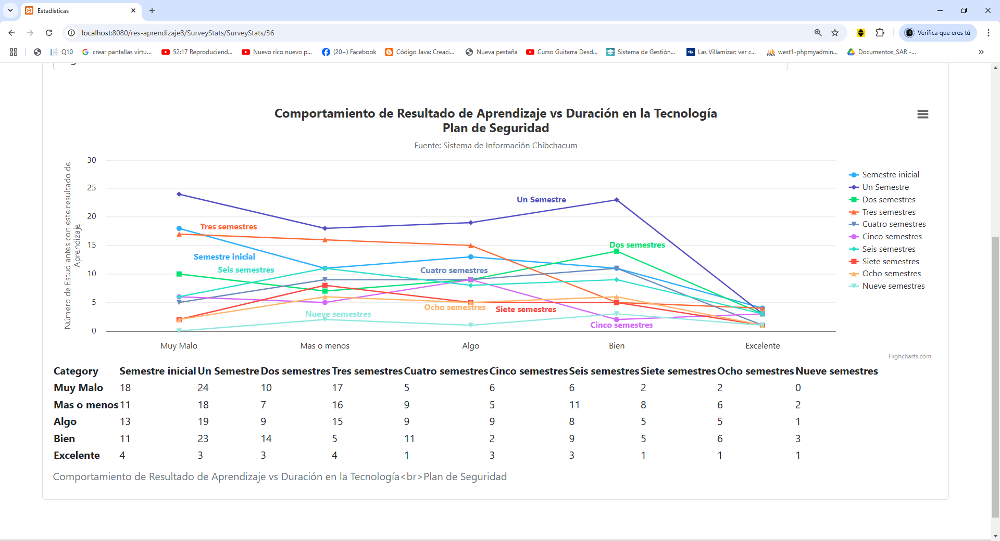 Estadísticas
localhost:8080/res-aprendizaje8/SurveyStats/SurveyStats/36
Verifica que eres tú
Q10
crear pantallas virtu...
52:17 Reproduciend...
Nuevo rico nuevo p...
(20+) Facebook
Código Java: Creaci...
Nueva pestaña
Curso Guitarra Desd...
Sistema de Gestión...
Las Villamizar: ver c...
west1-phpmyadmin...
Documentos_SAR -...
Comportamiento de Resultado de Aprendizaje vs Duración en la Tecnología
Plan de Seguridad
Fuente: Sistema de Información Chibchacum
Número de Estudiantes con este resultado de
Aprendizaje
30
25
20
15
10
5
0
Un Semestre
Tres semestres
Dos semestres
Semestre inicial
Seis semestres
Cuatro semestres
Ocho semestres
Siete semestres
Nueve semestres
Cinco semestres
Muy Malo
Mas o menos
Algo
Bien
Excelente
Semestre inicial
Un Semestre
Dos semestres
Tres semestres
Cuatro semestres
Cinco semestres
Seis semestres
Siete semestres
Ocho semestres
Nueve semestres
Highcharts.com
Category Semestre inicial Un Semestre Dos semestres Tres semestres Cuatro semestres Cinco semestres Seis semestres Siete semestres Ocho semestres Nueve semestres
Muy Malo 18 24 10 17 5 6 6 2 2 0
Mas o menos 11 18 7 16 9 5 11 8 6 2
Algo 13 19 9 15 9 9 8 5 5 1
Bien 11 23 14 5 11 2 9 5 6 3
Excelente 4 3 3 4 1 3 3 1 1 1
Comportamiento de Resultado de Aprendizaje vs Duración en la Tecnología<br>Plan de Seguridad